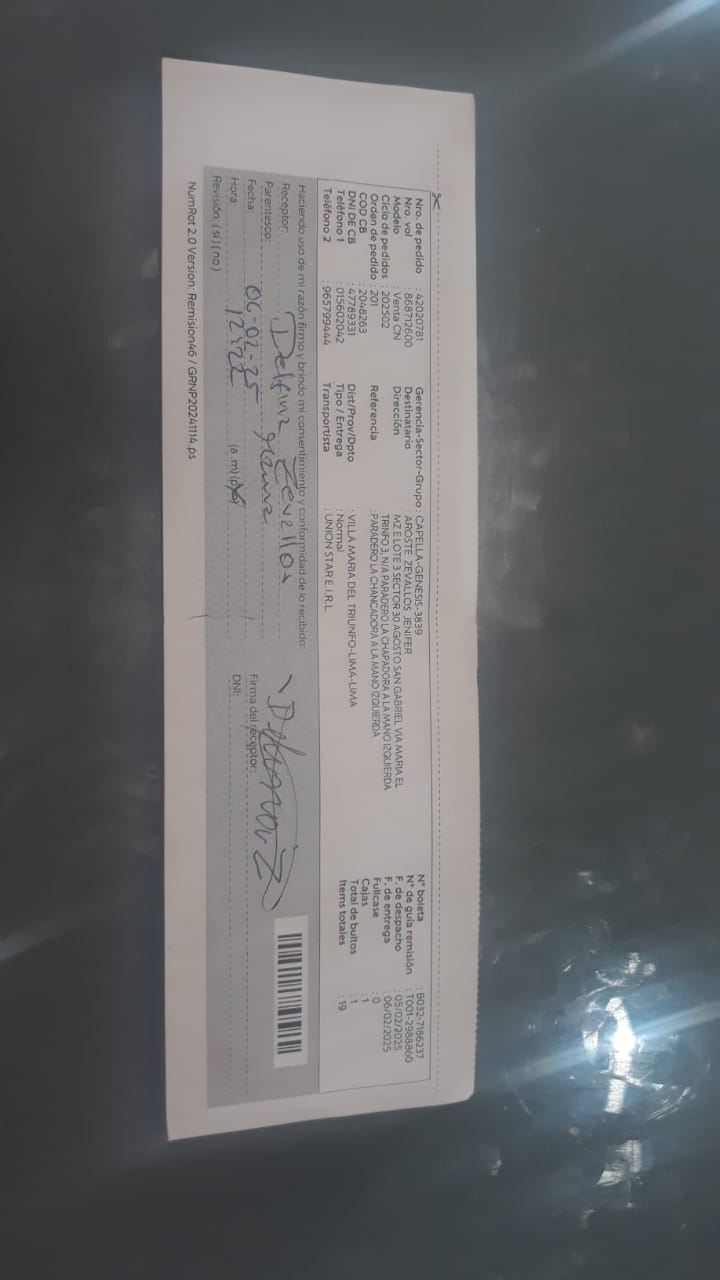 Nro. de pedido : 42020781
Nro. vol : 868712600
Modelo : Venta CN
Ciclo de pedidos : 202502
Orden de pedido : 201
COD CB : 2048263
DNI DE CB : 47789331
Teléfono 1 : 015602042
Teléfono 2 : 965799444
Gerencia-Sector-Grupo : CAPELLA-GENESIS-3839
Destinatario : AROSTE ZEVALLOS JENIFER
Dirección : MZ E LOTE 3 SECTOR 30 AGOSTO SAN GABRIEL VIA MARIA EL
TRINFO 3, N/A PARADERO LA CHAPADORA A LA MANO IZQUIERDA
Referencia : PARADERO LA CHANCADORA A LA MANO IZQUIERDA
Dist/Prov/Dpto : VILLA MARIA DEL TRIUNFO-LIMA-LIMA
Tipo / Entrega : Normal
Transportista : UNION STAR E.I.R.L
N° boleta : B032-7186237
N° de guía remisión : T001-2988860
F. de despacho : 05/02/2025
F. de entrega : 06/02/2025
Fullcase : 0
Cajas : 1
Total de bultos : 1
Items totales : 19
Haciendo uso de mi razón firmo y brindo mi consentimiento y conformidad de lo recibido:
Receptor: Delfina Zevallos
Parentesco:
Fecha: 06-02-25
Hora: 12:22 (a .m) (p
Revisión: ( si ) ( no )
Firma del receptor:
DNI:
NumRot 2.0 Version: Remision46 / GRNP20241114.ps